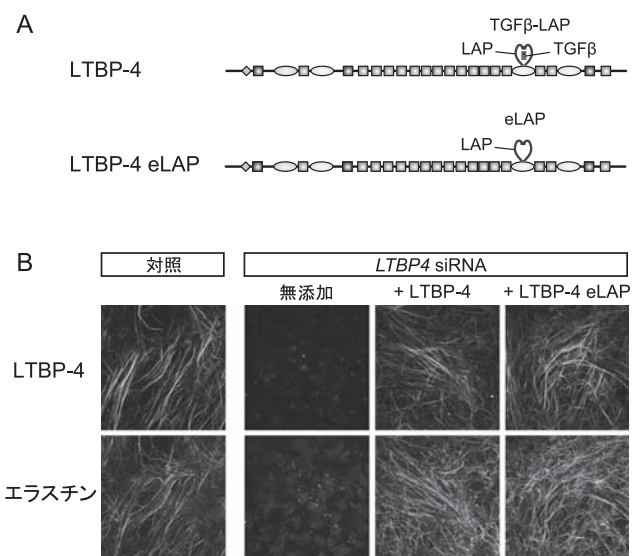 A
TGFβ-LAP
LAP
TGFβ
LTBP-4
eLAP
LAP
LTBP-4 eLAP
B
対照
LTBP4 siRNA
無添加
+ LTBP-4
+ LTBP-4 eLAP
LTBP-4
エラスチン